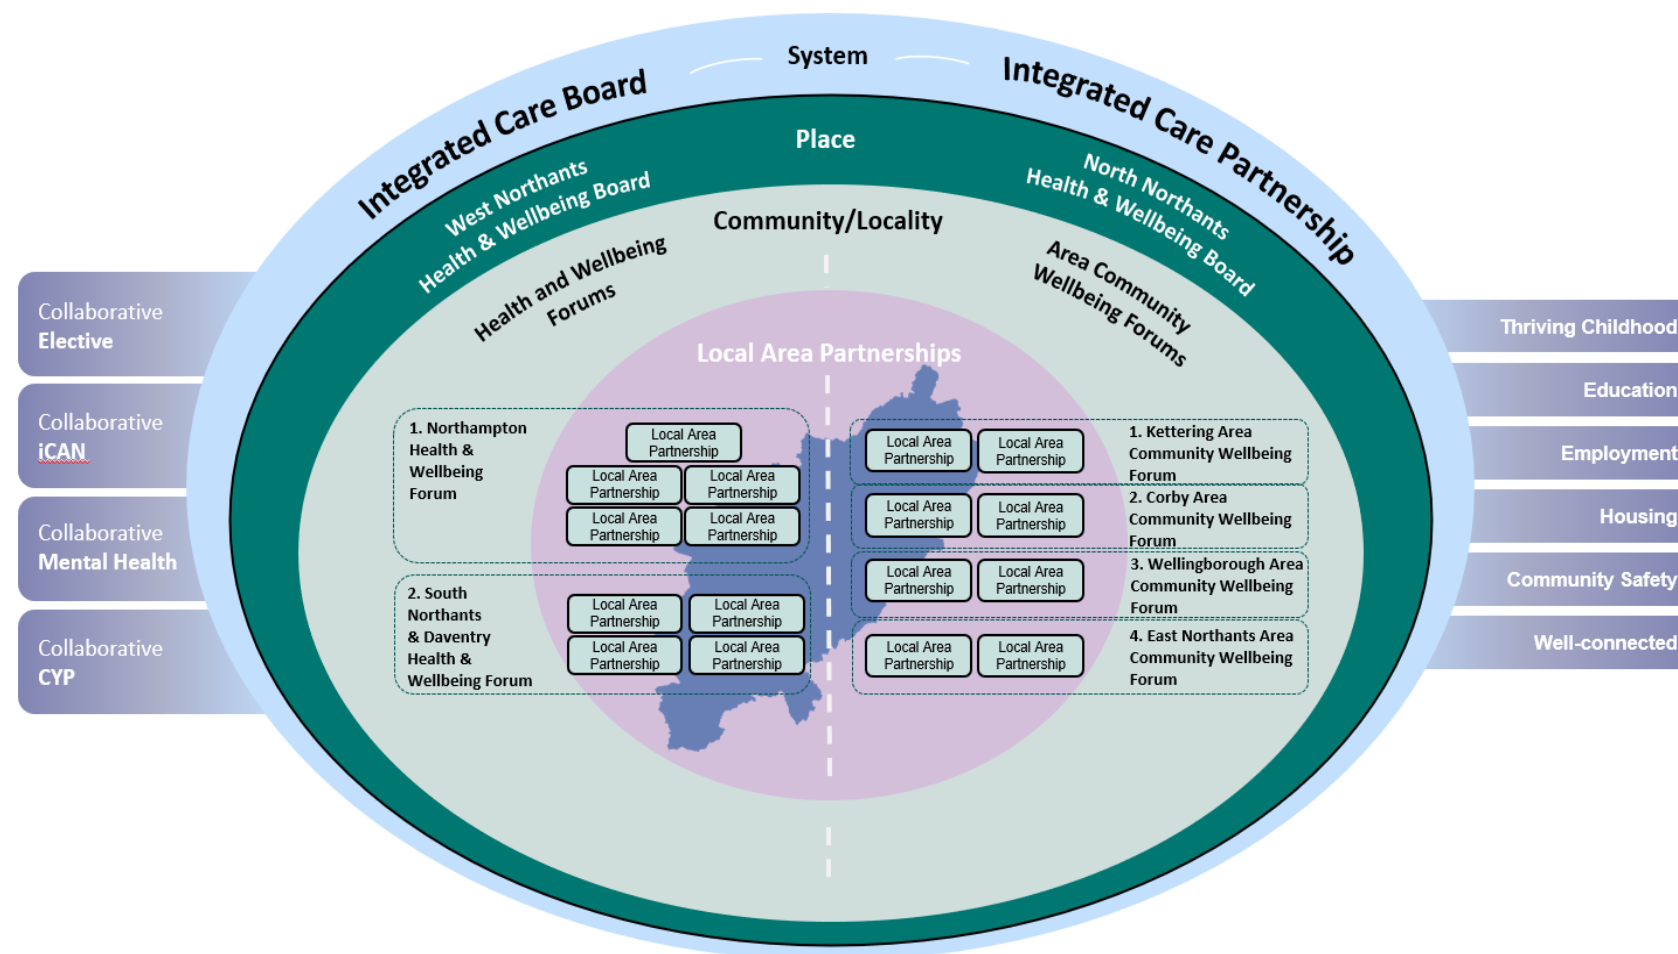 System
Integrated Care Board
Integrated Care Partnership
Place
West Northants
Health & Wellbeing Board
North Northants
Health & Wellbeing Board
Community/Locality
Health and Wellbeing
Forums
Area Community
Wellbeing Forums
Local Area Partnerships
Collaborative
Elective
Collaborative
iCAN
Collaborative
Mental Health
Collaborative
CYP
1. Northampton
Health &
Wellbeing
Forum
Local Area
Partnership
Local Area
Partnership
Local Area
Partnership
Local Area
Partnership
Local Area
Partnership
2. South
Northants
& Daventry
Health &
Wellbeing Forum
Local Area
Partnership
Local Area
Partnership
Local Area
Partnership
Local Area
Partnership
Local Area
Partnership
Local Area
Partnership
1. Kettering Area
Community Wellbeing
Forum
Local Area
Partnership
Local Area
Partnership
2. Corby Area
Community Wellbeing
Forum
Local Area
Partnership
Local Area
Partnership
3. Wellingborough Area
Community Wellbeing
Forum
Local Area
Partnership
Local Area
Partnership
4. East Northants Area
Community Wellbeing
Forum
Thriving Childhood
Education
Employment
Housing
Community Safety
Well-connected